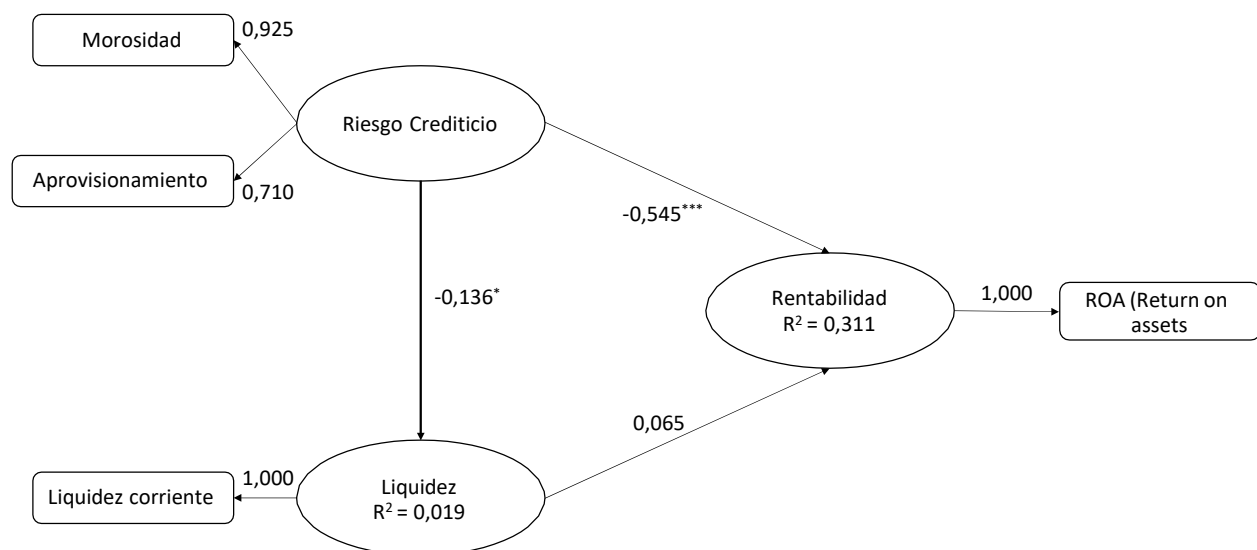 Morosidad
0,925
Riesgo Crediticio
Aprovisionamiento
0,710
-0,545***
-0,136*
Rentabilidad
R² = 0,311
1,000
ROA (Return on
assets
0,065
Liquidez corriente
1,000
Liquidez
R² = 0,019